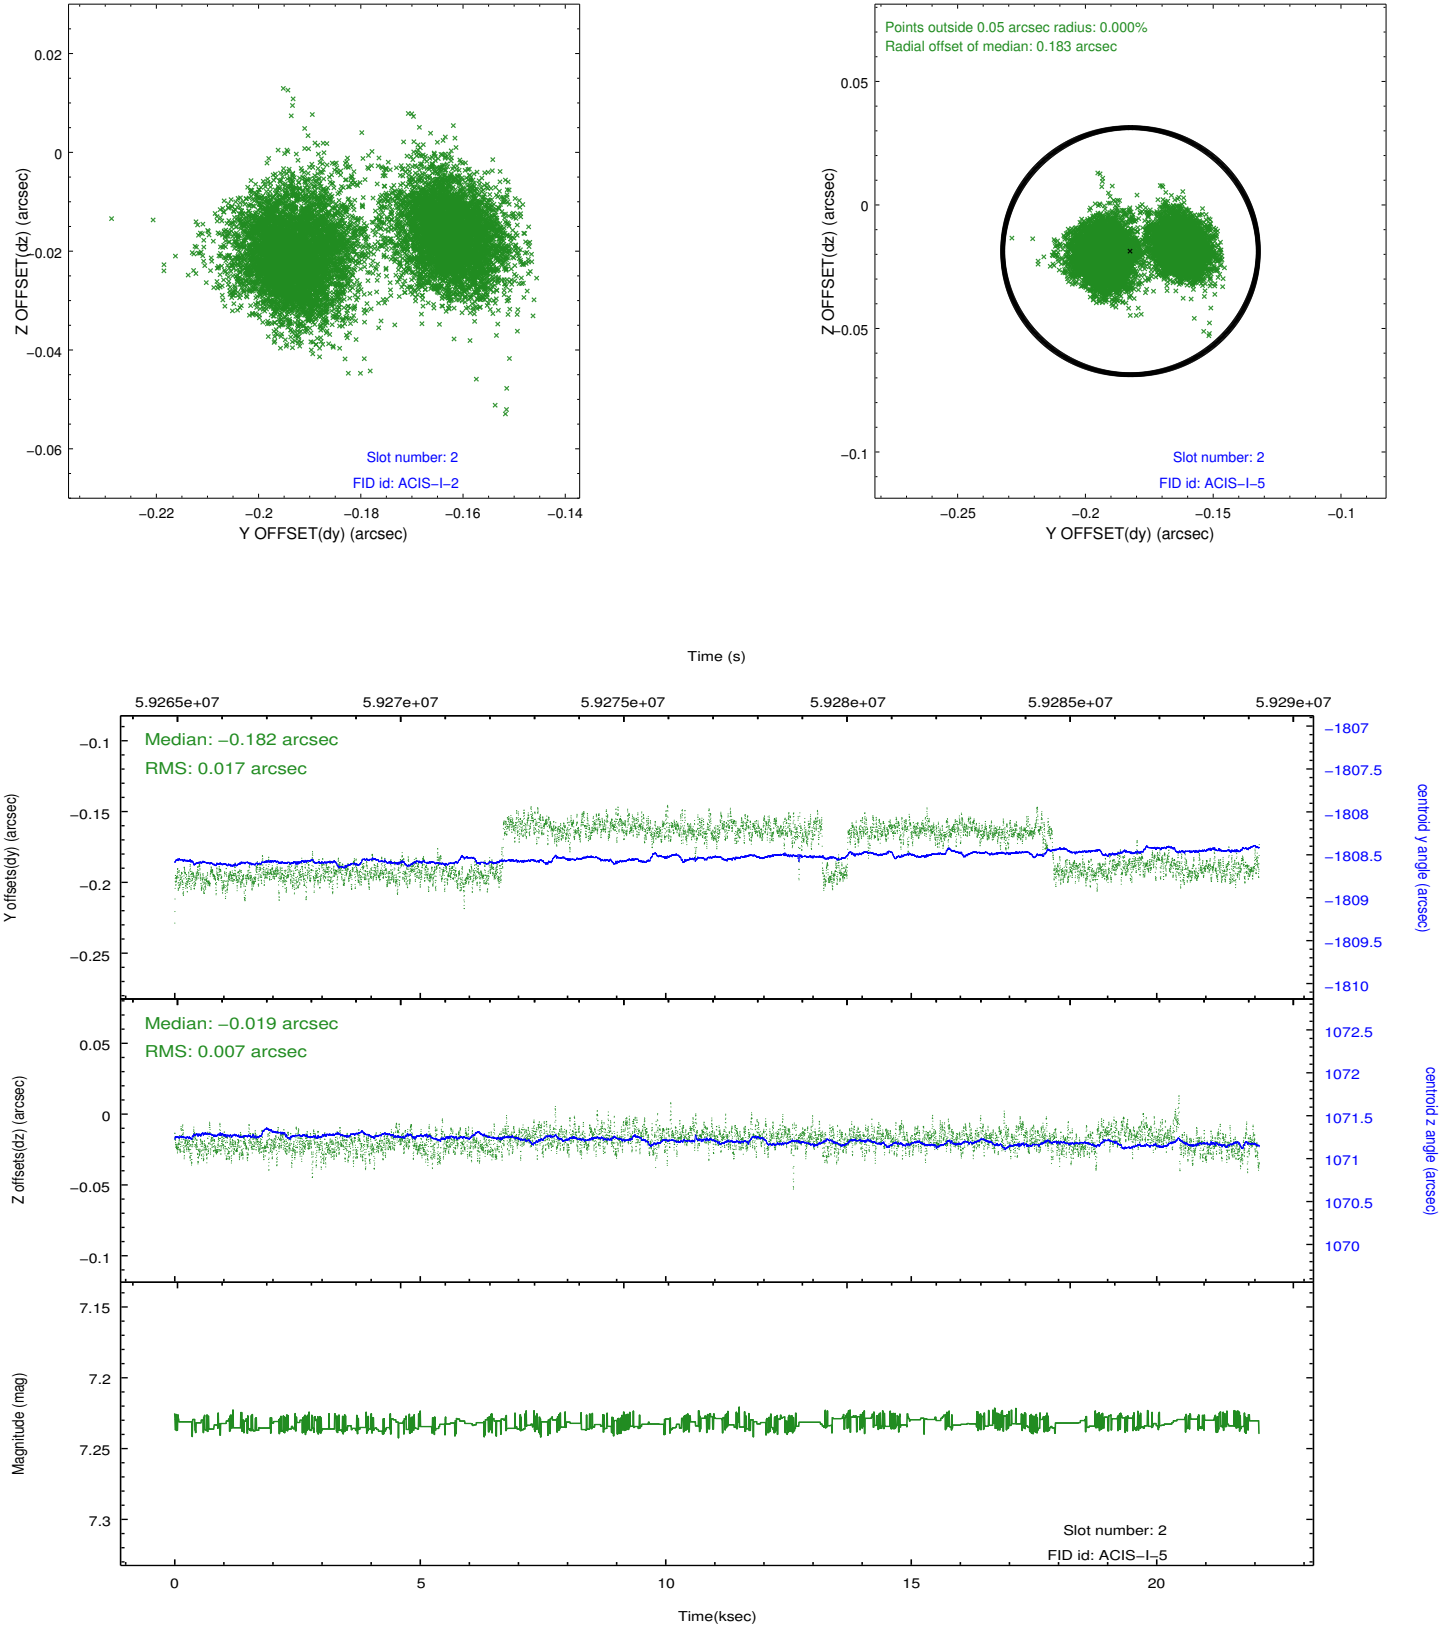 0.02
0
−0.02
−0.04
−0.06
Z OFFSET(dz) (arcsec)
Slot number: 2
FID id: ACIS−I−2
−0.22
−0.2
−0.18
−0.16
−0.14
Y OFFSET(dy) (arcsec)
Points outside 0.05 arcsec radius: 0.000%
Radial offset of median: 0.183 arcsec
0.05
0
−0.05
−0.1
Z OFFSET(dz) (arcsec)
Slot number: 2
FID id: ACIS−I−5
−0.25
−0.2
−0.15
−0.1
Y OFFSET(dy) (arcsec)
Time (s)
5.9265e+07
5.927e+07
5.9275e+07
5.928e+07
5.9285e+07
5.929e+07
Median: −0.182 arcsec
RMS: 0.017 arcsec
−0.1
−0.15
−0.2
−0.25
Y offsets(dy) (arcsec)
−1807
−1807.5
−1808
−1808.5
−1809
−1809.5
−1810
centroid y angle (arcsec)
Median: −0.019 arcsec
RMS: 0.007 arcsec
0.05
0
−0.05
−0.1
Z offsets(dz) (arcsec)
1072.5
1072
1071.5
1071
1070.5
1070
centroid z angle (arcsec)
7.15
7.2
7.25
7.3
Magnitude (mag)
Slot number: 2
FID id: ACIS−I−5
0
5
10
15
20
Time(ksec)